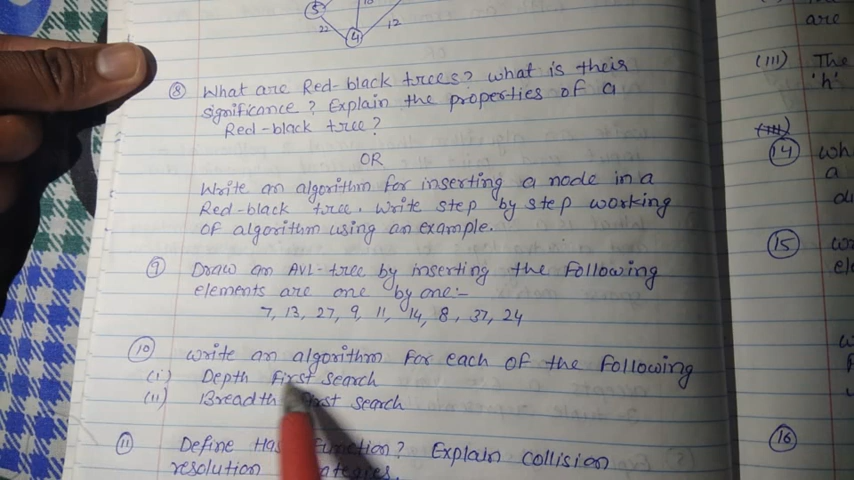 5
22
4
12
⑧ What are Red-black trees? what is their
significance? Explain the properties of a
Red-black tree?
OR
Write an algorithm for inserting a node in a
Red-black tree. Write step by step working
of algorithm using an example.
⑨ Draw an AVL-tree by inserting the following
elements are one by one:-
7, 13, 27, 9, 11, 14, 8, 37, 24
⑩ Write an algorithm for each of the following
(i) Depth First search
(ii) Breadth First search
⑪ Define Function? Explain collision
resolution
are
(iii) The
'h'
(iii)
⑭ Wh
a
⑮
ele
⑯